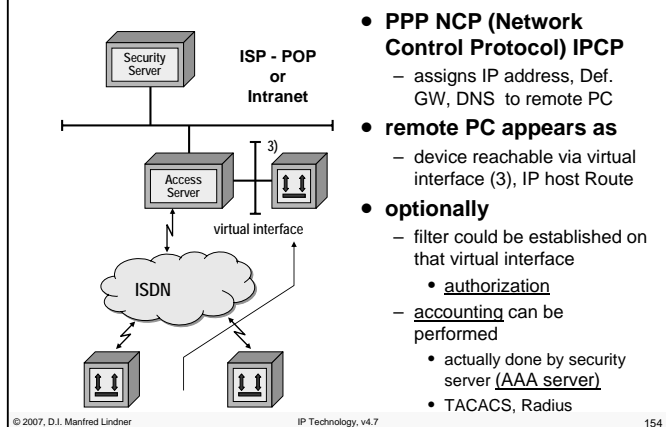 Security
Server
ISP - POP
or
Intranet
3)
Access
Server
virtual interface
ISDN
• PPP NCP (Network
Control Protocol) IPCP
– assigns IP address, Def.
GW, DNS to remote PC
• remote PC appears as
– device reachable via virtual
interface (3), IP host Route
• optionally
– filter could be established on
that virtual interface
• authorization
– accounting can be
performed
• actually done by security
server (AAA server)
• TACACS, Radius
© 2007, D.I. Manfred Lindner
IP Technology, v4.7
154